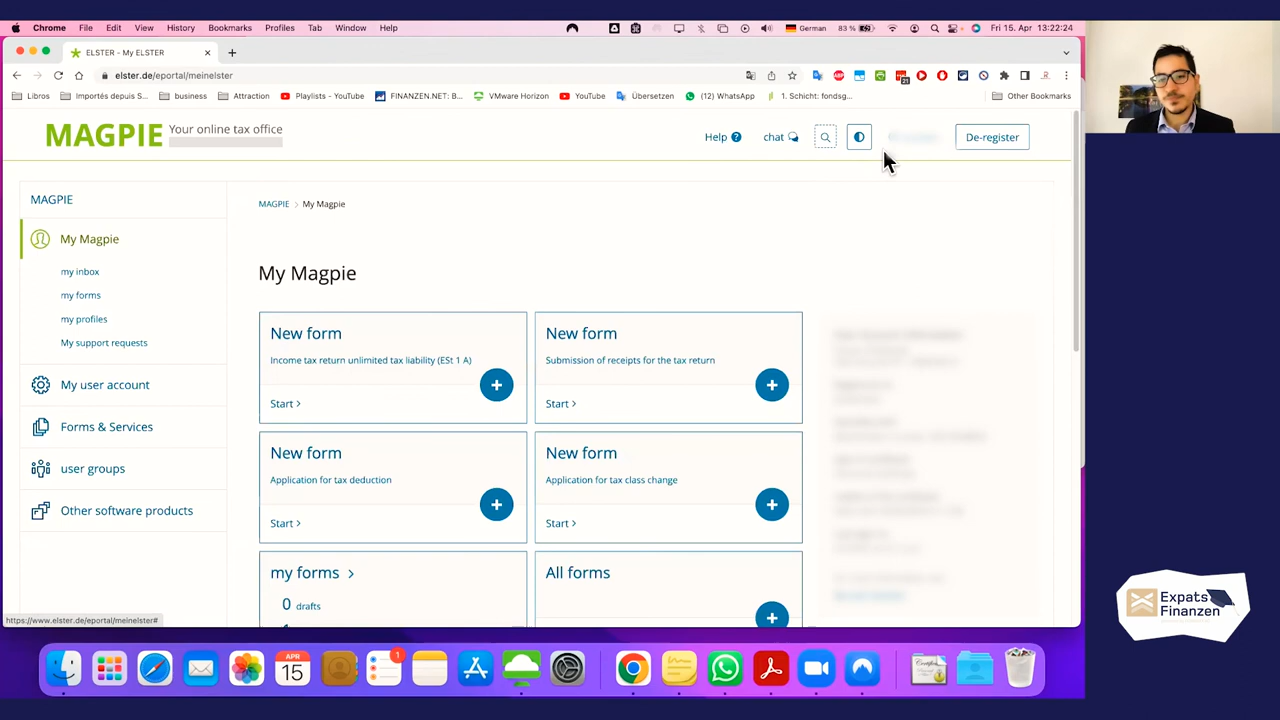 Chrome File Edit View History Bookmarks Profiles Tab Window Help German 83 % Fri 15. Apr 13:22:24
ELSTER - My ELSTER
elster.de/eportal/meinelster
Libros Importés depuis S... business Attraction Playlists - YouTube FINANZEN.NET: B... VMware Horizon YouTube Übersetzen (12) WhatsApp 1. Schicht: fondsg... Other Bookmarks
MAGPIE Your online tax office
Help ? chat De-register
MAGPIE
My Magpie
my inbox
my forms
my profiles
My support requests
My user account
Forms & Services
user groups
Other software products
MAGPIE > My Magpie
My Magpie
New form
Income tax return unlimited tax liability (ESt 1 A)
Start >
New form
Submission of receipts for the tax return
Start >
New form
Application for tax deduction
Start >
New form
Application for tax class change
Start >
my forms >
0 drafts
All forms
https://www.elster.de/eportal/meinelster#
APR
15
1
21
Expats
Finanzen